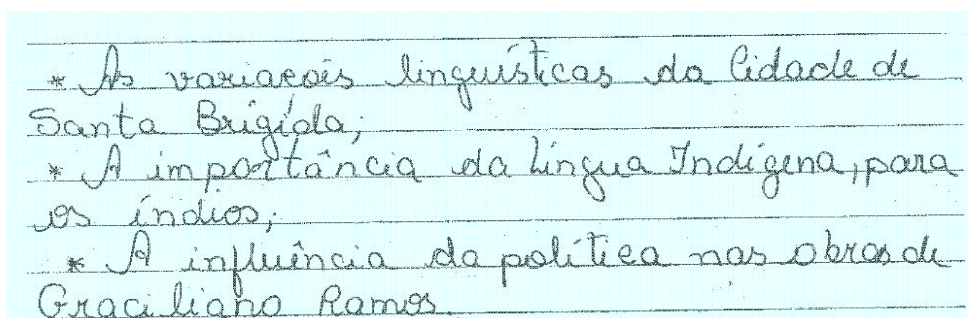 * As variaçois linguísticas da Cidade de
Santa Brígida;
* A importância da Língua Indígena, para
os índios;
* A influência da política nas obras de
Graciliano Ramos.